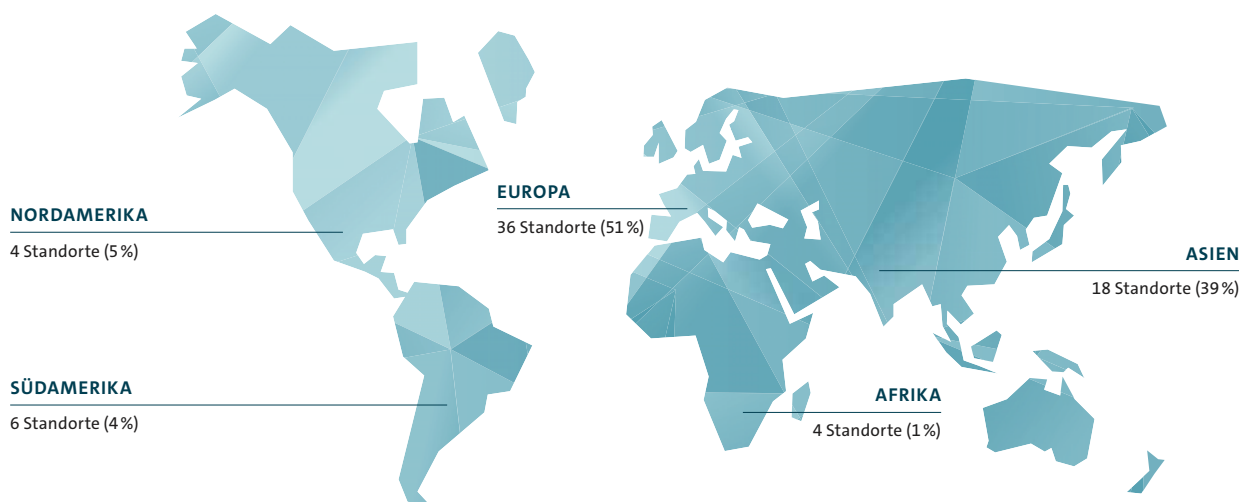 NORDAMERIKA
4 Standorte (5 %)
SÜDAMERIKA
6 Standorte (4 %)
EUROPA
36 Standorte (51 %)
AFRIKA
4 Standorte (1 %)
ASIEN
18 Standorte (39 %)